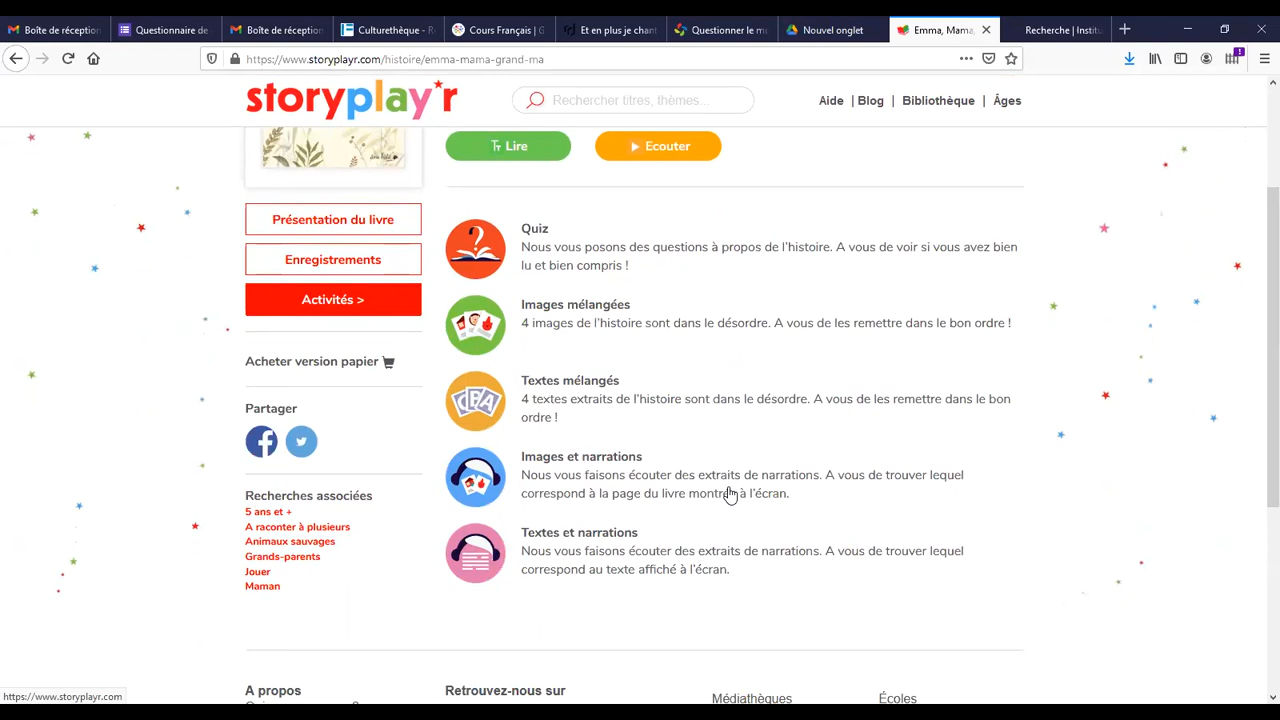 Boîte de réception
Questionnaire de
Boîte de réception
Culturethèque - R
Cours Français | G
Et en plus je chant
Questionner le m
Nouvel onglet
Emma, Mama,
Recherche | Instit
https://www.storyplayr.com/histoire/emma-mama-grand-ma
storyplay'r
Rechercher titres, thèmes...
Aide | Blog | Bibliothèque | Âges
Lire
Ecouter
Présentation du livre
Enregistrements
Activités >
Acheter version papier
Partager
Recherches associées
5 ans et +
A raconter à plusieurs
Animaux sauvages
Grands-parents
Jouer
Maman
Quiz
Nous vous posons des questions à propos de l'histoire. A vous de voir si vous avez bien
lu et bien compris !
Images mélangées
4 images de l'histoire sont dans le désordre. A vous de les remettre dans le bon ordre !
Textes mélangés
4 textes extraits de l'histoire sont dans le désordre. A vous de les remettre dans le bon
ordre !
Images et narrations
Nous vous faisons écouter des extraits de narrations. A vous de trouver lequel
correspond à la page du livre montrée à l'écran.
Textes et narrations
Nous vous faisons écouter des extraits de narrations. A vous de trouver lequel
correspond au texte affiché à l'écran.
https://www.storyplayr.com
A propos
Retrouvez-nous sur
Médiathèques
Écoles